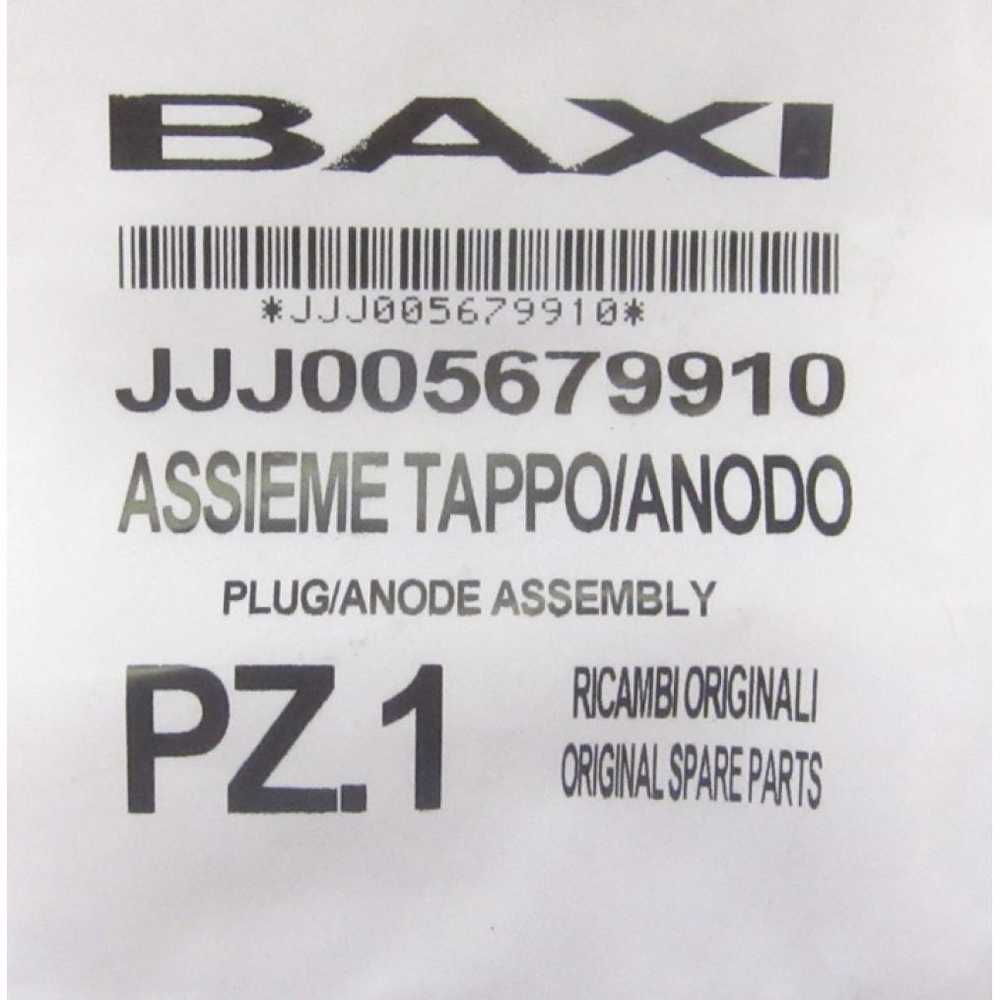 BAXI
*JJJ005679910*
JJJ005679910
ASSIEME TAPPO/ANODO
PLUG/ANODE ASSEMBLY
PZ.1
RICAMBI ORIGINALI
ORIGINAL SPARE PARTS